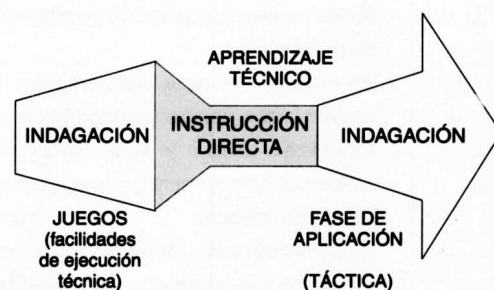 APRENDIZAJE
TÉCNICO
INDAGACIÓN
INSTRUCCIÓN
DIRECTA
INDAGACIÓN
JUEGOS
(facilidades
de ejecución
técnica)
FASE DE
APLICACIÓN
(TÁCTICA)